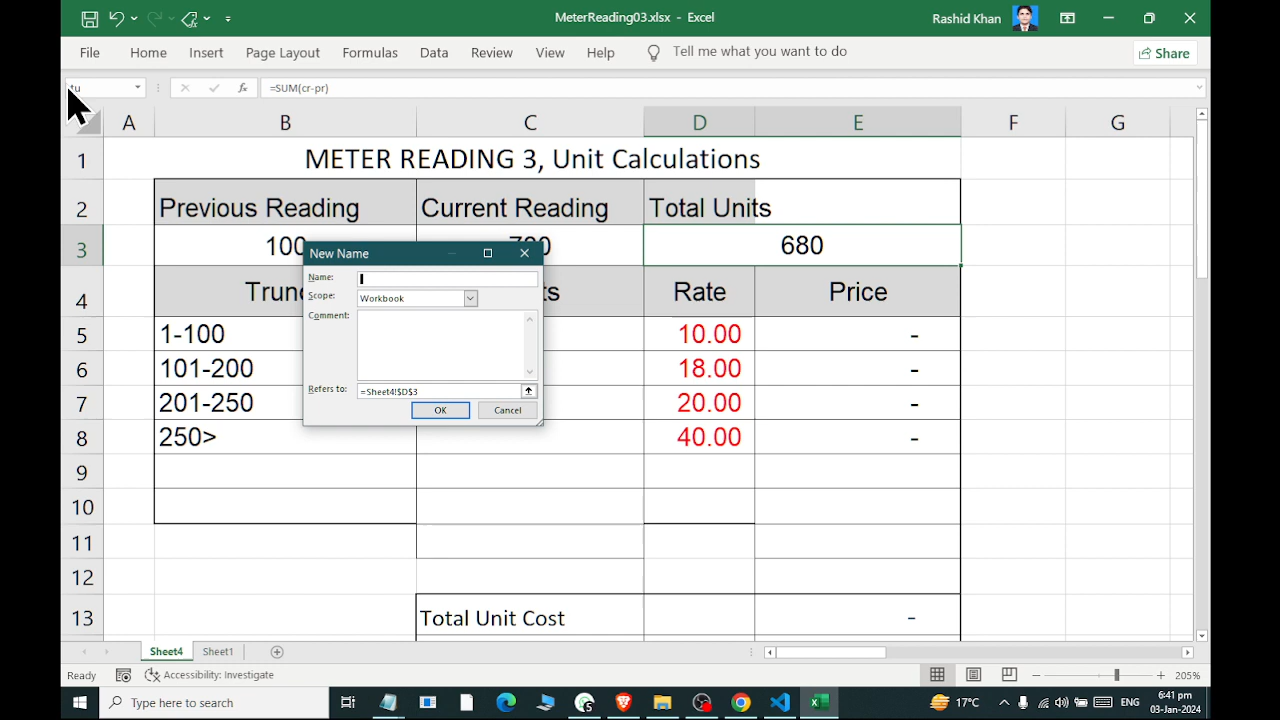 MeterReading03.xlsx - Excel
Rashid Khan
File Home Insert Page Layout Formulas Data Review View Help Tell me what you want to do Share
tu fx =SUM(cr-pr)
A B C D E F G
1 METER READING 3, Unit Calculations
2 Previous Reading Current Reading Total Units
3 100 680
4 Rate Price
5 1-100 10.00 -
6 101-200 18.00 -
7 201-250 20.00 -
8 250> 40.00 -
9
10
11
12
13 Total Unit Cost -
New Name
Name:
Scope: Workbook
Comment:
Refers to: =Sheet4!$D$3
OK Cancel
Sheet4 Sheet1
Ready Accessibility: Investigate 205%
Type here to search 17°C ENG
6:41 pm
03-Jan-2024